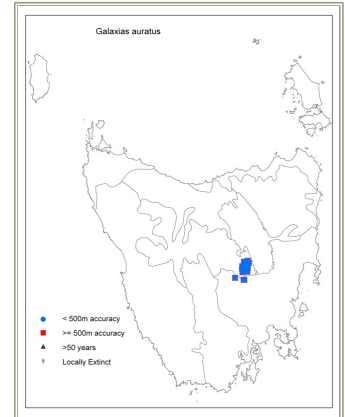 Galaxias auratus
< 500m accuracy
>= 500m accuracy
>50 years
Locally Extinct